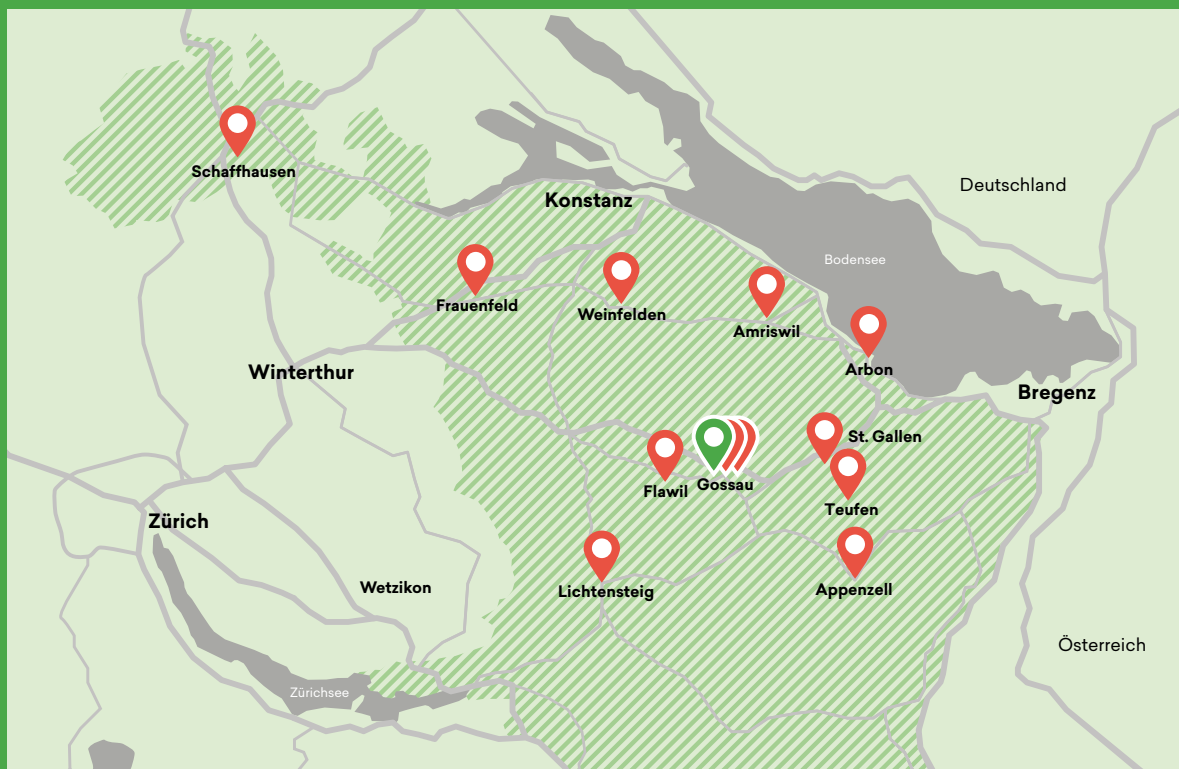 Schaffhausen
Deutschland
Konstanz
Bodensee
Frauenfeld
Weinfelden
Amriswil
Arbon
Winterthur
Bregenz
St. Gallen
Gossau
Flawil
Teufen
Zürich
Wetzikon
Lichtensteig
Appenzell
Österreich
Zürichsee